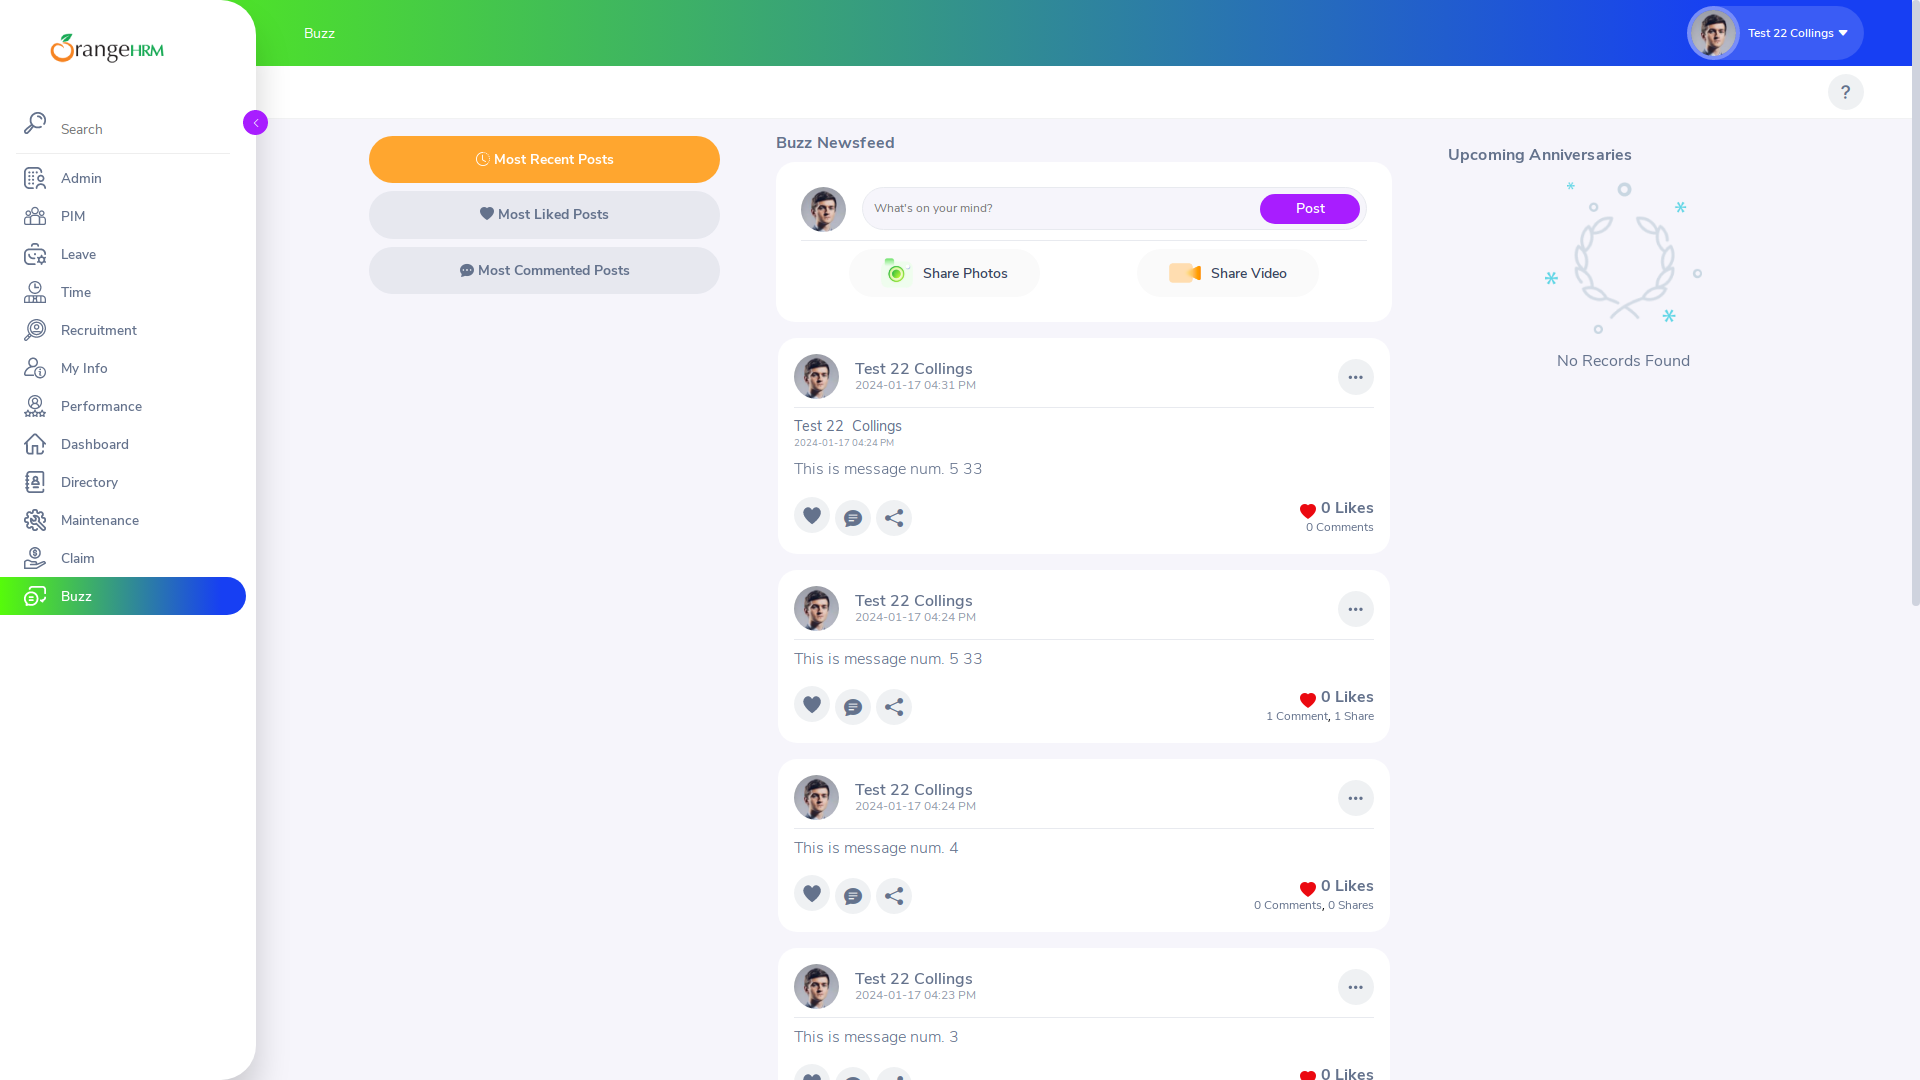 OrangeHRM
Search
Admin
PIM
Leave
Time
Recruitment
My Info
Performance
Dashboard
Directory
Maintenance
Claim
Buzz
Buzz
Test 22 Collings
?
Most Recent Posts
Most Liked Posts
Most Commented Posts
Buzz Newsfeed
What's on your mind?
Post
Share Photos
Share Video
Test 22 Collings
2024-01-17 04:31 PM
Test 22 Collings
2024-01-17 04:24 PM
This is message num. 5 33
0 Likes
0 Comments
Test 22 Collings
2024-01-17 04:24 PM
This is message num. 5 33
0 Likes
1 Comment, 1 Share
Test 22 Collings
2024-01-17 04:24 PM
This is message num. 4
0 Likes
0 Comments, 0 Shares
Test 22 Collings
2024-01-17 04:23 PM
This is message num. 3
0 Likes
Upcoming Anniversaries
No Records Found